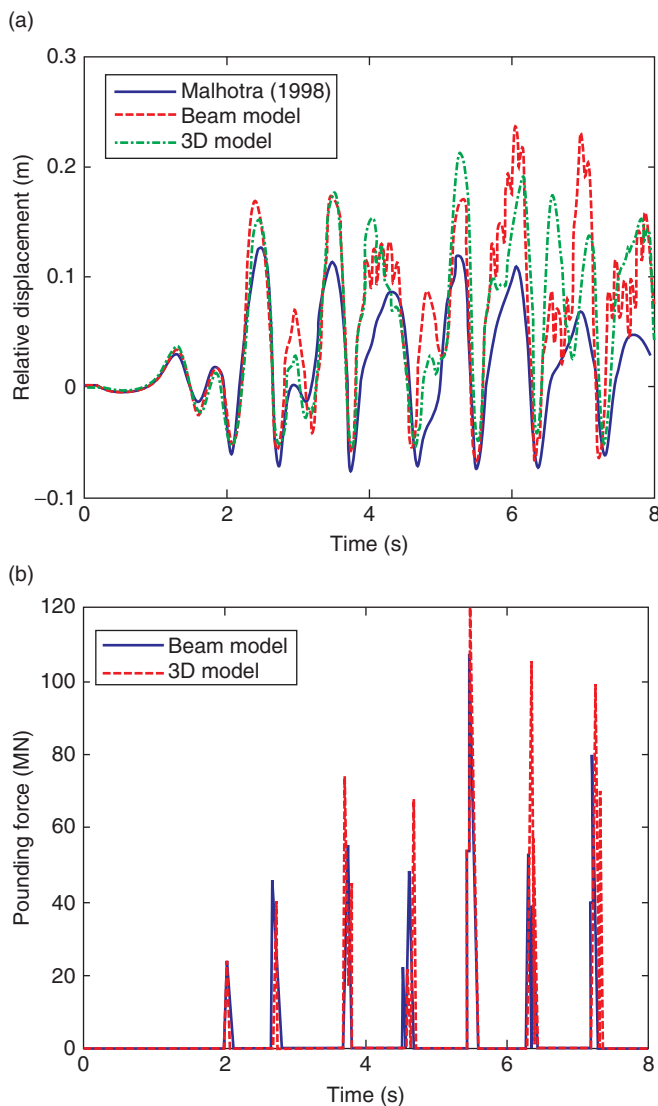 (a)
0.3
0.2
0.1
0
−0.1
Relative displacement (m)
Malhotra (1998)
Beam model
3D model
0
2
4
6
8
Time (s)
(b)
120
100
80
60
40
20
0
Pounding force (MN)
Beam model
3D model
0
2
4
6
8
Time (s)